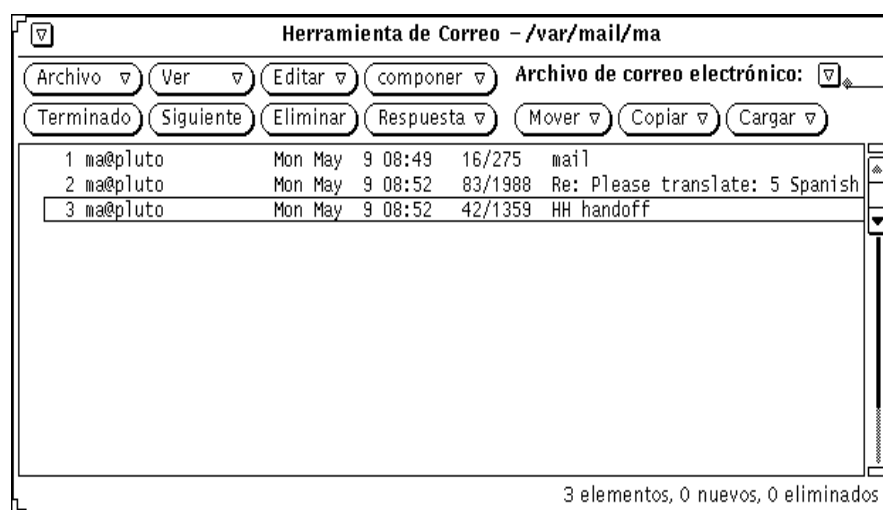 Herramienta de Correo – /var/mail/ma
Archivo Ver Editar componer Archivo de correo electrónico:
Terminado Siguiente Eliminar Respuesta Mover Copiar Cargar
1 ma@pluto Mon May 9 08:49 16/275 mail
2 ma@pluto Mon May 9 08:52 83/1988 Re: Please translate: 5 Spanish
3 ma@pluto Mon May 9 08:52 42/1359 HH handoff
3 elementos, 0 nuevos, 0 eliminados